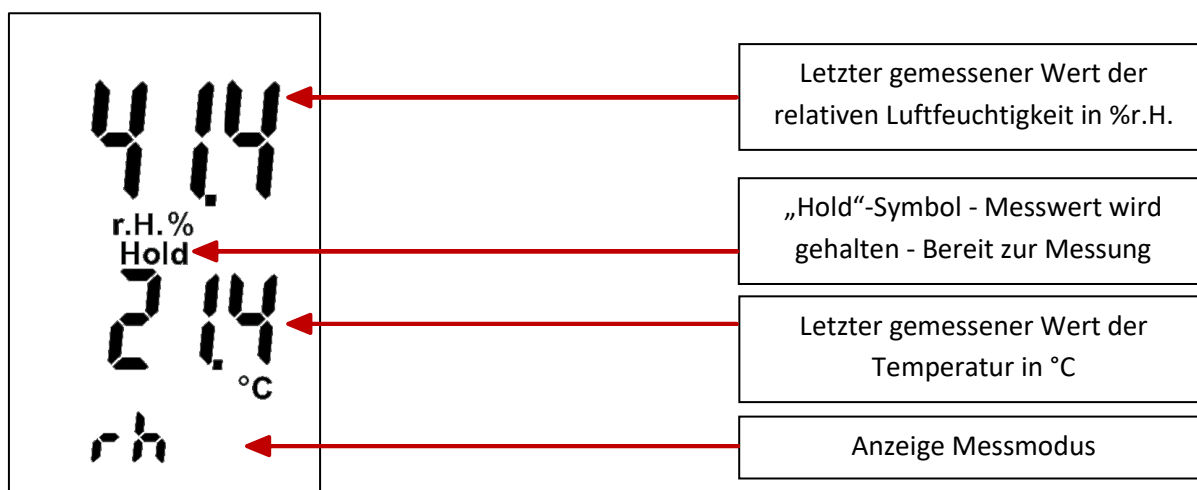 41.4
r.H.%
Hold
21.4
°C
rh
Letzter gemessener Wert der
relativen Luftfeuchtigkeit in %r.H.
„Hold“-Symbol - Messwert wird
gehalten - Bereit zur Messung
Letzter gemessener Wert der
Temperatur in °C
Anzeige Messmodus